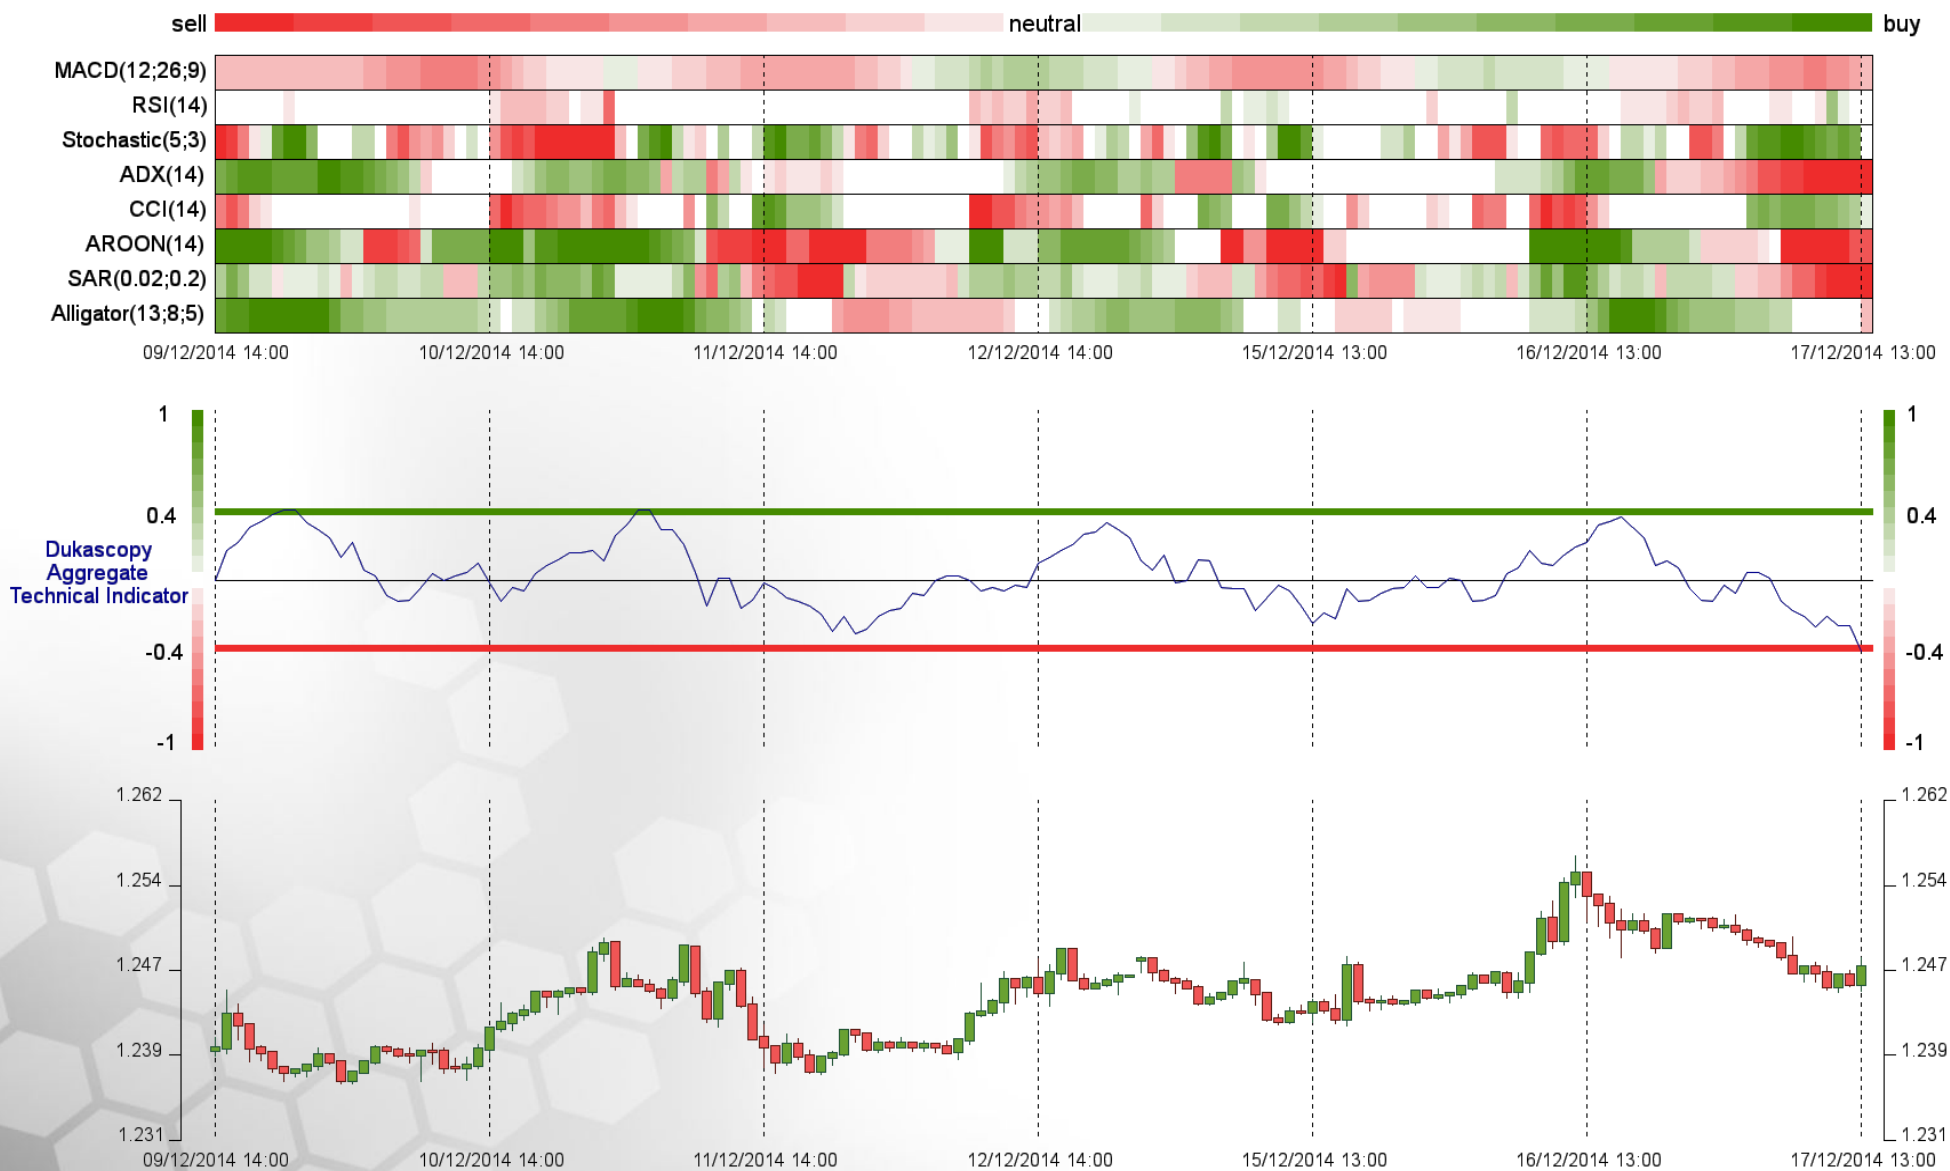 sell neutral buy
MACD(12;26;9)
RSI(14)
Stochastic(5;3)
ADX(14)
CCI(14)
AROON(14)
SAR(0.02;0.2)
Alligator(13;8;5)
09/12/2014 14:00 10/12/2014 14:00 11/12/2014 14:00 12/12/2014 14:00 15/12/2014 13:00 16/12/2014 13:00 17/12/2014 13:00
1 1
0.4 0.4
Dukascopy
Aggregate
Technical Indicator
-0.4 -0.4
-1 -1
1.262 1.262
1.254 1.254
1.247 1.247
1.239 1.239
1.231 1.231
09/12/2014 14:00 10/12/2014 14:00 11/12/2014 14:00 12/12/2014 14:00 15/12/2014 13:00 16/12/2014 13:00 17/12/2014 13:00